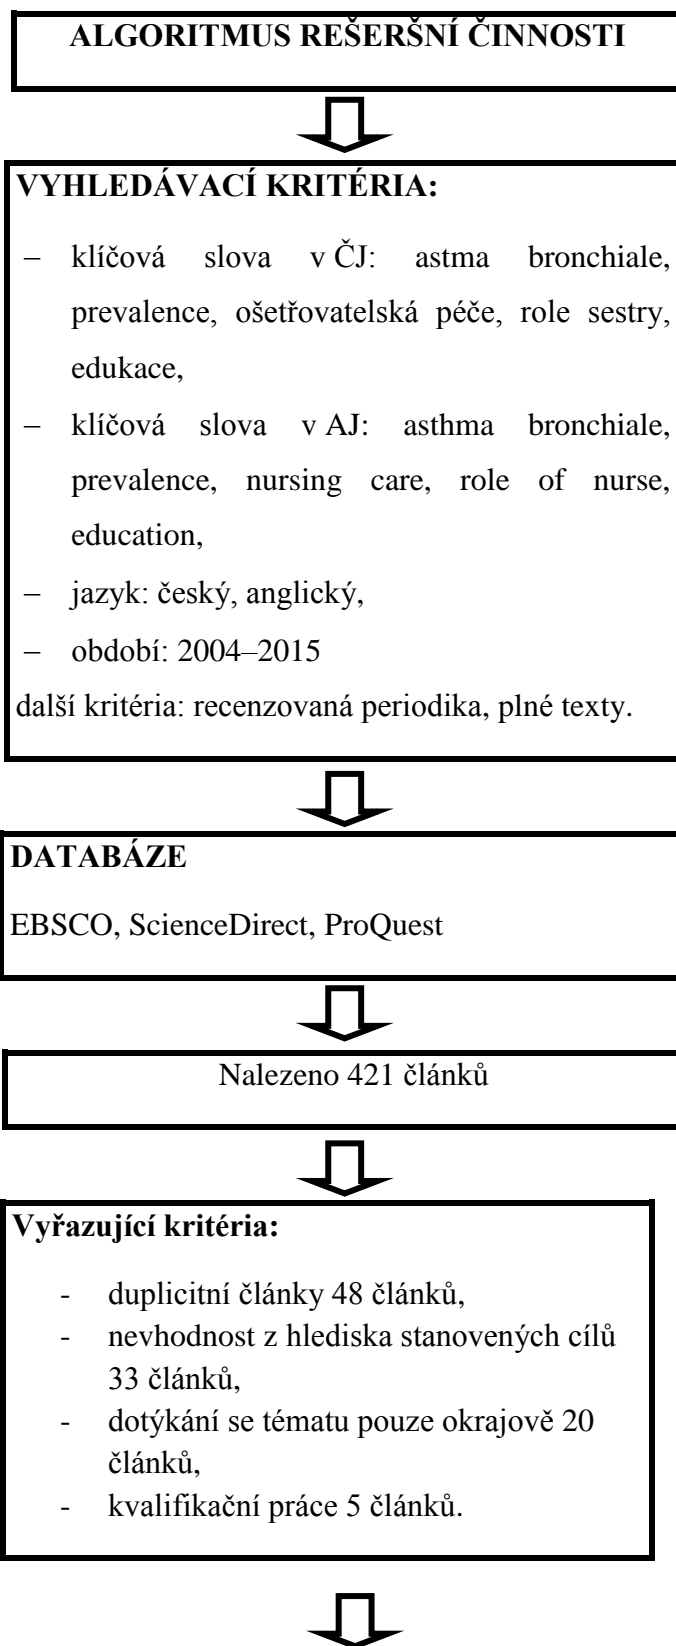 ALGORITMUS REŠERŠNÍ ČINNOSTI
VYHLEDÁVACÍ KRITÉRIA:
– klíčová slova v ČJ: astma bronchiale,
prevalence, ošetřovatelská péče, role sestry,
edukace,
– klíčová slova v AJ: asthma bronchiale,
prevalence, nursing care, role of nurse,
education,
– jazyk: český, anglický,
– období: 2004–2015
další kritéria: recenzovaná periodika, plné texty.
DATABÁZE
EBSCO, ScienceDirect, ProQuest
Nalezeno 421 článků
Vyřazující kritéria:
- duplicitní články 48 článků,
- nevhodnost z hlediska stanovených cílů
33 článků,
- dotýkání se tématu pouze okrajově 20
článků,
- kvalifikační práce 5 článků.